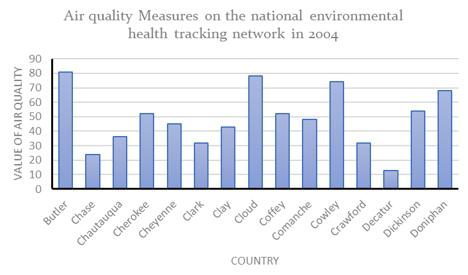 Air quality Measures on the national environmental
health tracking network in 2004
VALUE OF AIR QUALITY
90
80
70
60
50
40
30
20
10
0
Butler
Chase
Chautauqua
Cherokee
Cheyenne
Clark
Clay
Cloud
Coffey
Comanche
Cowley
Crawford
Decatur
Dickinson
Doniphan
COUNTRY